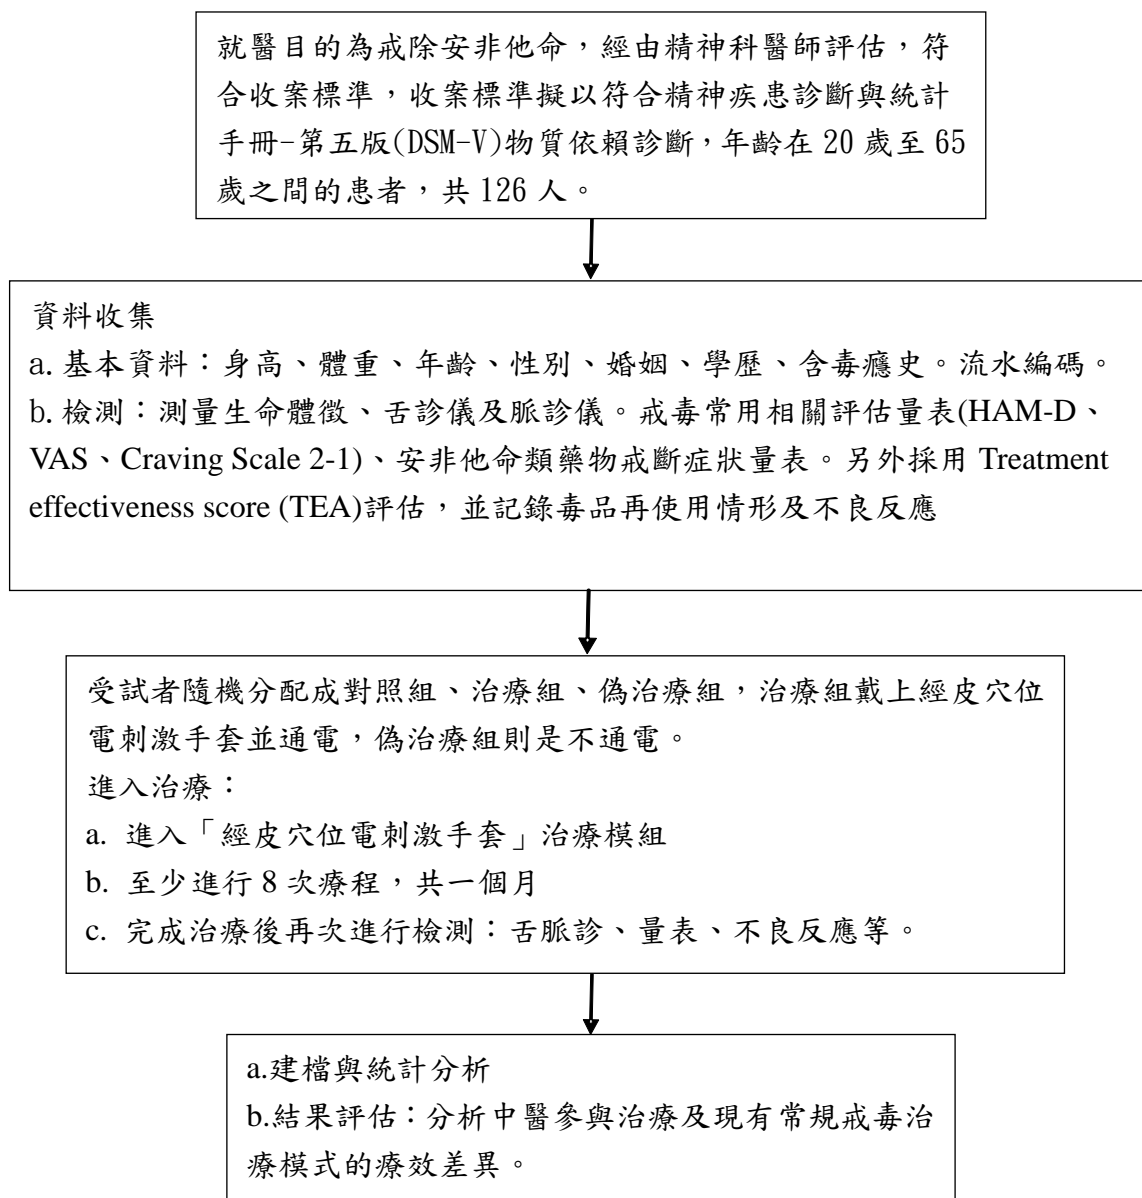 就醫目的為戒除安非他命，經由精神科醫師評估，符
合收案標準，收案標準擬以符合精神疾患診斷與統計
手冊-第五版(DSM-V)物質依賴診斷，年齡在 20 歲至 65
歲之間的患者，共 126 人。
資料收集
a. 基本資料：身高、體重、年齡、性別、婚姻、學歷、含毒癮史。流水編碼。
b. 檢測：測量生命體徵、舌診儀及脈診儀。戒毒常用相關評估量表(HAM-D、
VAS、Craving Scale 2-1)、安非他命類藥物戒斷症狀量表。另外採用 Treatment
effectiveness score (TEA)評估，並記錄毒品再使用情形及不良反應
受試者隨機分配成對照組、治療組、偽治療組，治療組戴上經皮穴位
電刺激手套並通電，偽治療組則是不通電。
進入治療：
a. 進入「經皮穴位電刺激手套」治療模組
b. 至少進行 8 次療程，共一個月
c. 完成治療後再次進行檢測：舌脈診、量表、不良反應等。
a.建檔與統計分析
b.結果評估：分析中醫參與治療及現有常規戒毒治
療模式的療效差異。